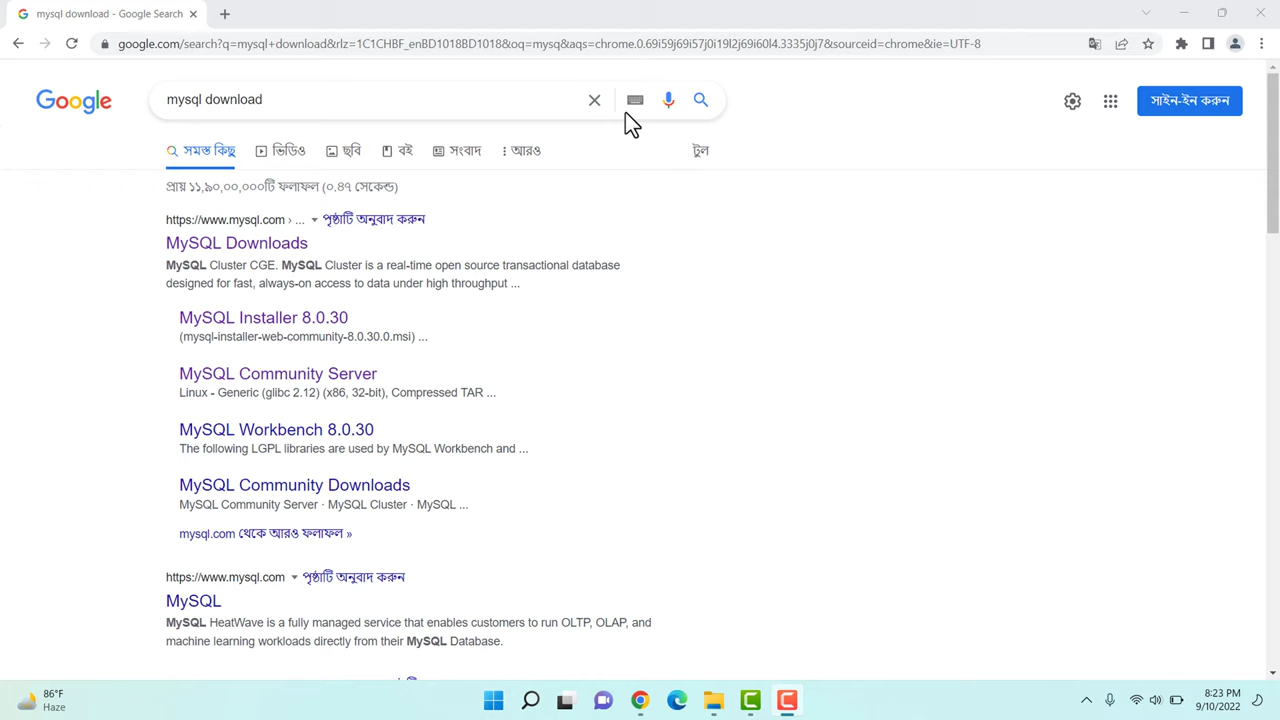 mysql download - Google Search
google.com/search?q=mysql+download&rlz=1C1CHBF_enBD1018BD1018&oq=mysq&aqs=chrome.0.69i59j69i57j0i19l2j69i60l4.3335j0j7&sourceid=chrome&ie=UTF-8
Google
mysql download
সাইন-ইন করুন
সমস্ত কিছু
ভিডিও
ছবি
বই
সংবাদ
আরও
টুল
প্রায় ১১,৯০,০০,০০০টি ফলাফল (০.৪৭ সেকেন্ড)
https://www.mysql.com › ... পৃষ্ঠাটি অনুবাদ করুন
MySQL Downloads
MySQL Cluster CGE. MySQL Cluster is a real-time open source transactional database
designed for fast, always-on access to data under high throughput ...
MySQL Installer 8.0.30
(mysql-installer-web-community-8.0.30.0.msi) ...
MySQL Community Server
Linux - Generic (glibc 2.12) (x86, 32-bit), Compressed TAR ...
MySQL Workbench 8.0.30
The following LGPL libraries are used by MySQL Workbench and ...
MySQL Community Downloads
MySQL Community Server · MySQL Cluster · MySQL ...
mysql.com থেকে আরও ফলাফল »
https://www.mysql.com পৃষ্ঠাটি অনুবাদ করুন
MySQL
MySQL HeatWave is a fully managed service that enables customers to run OLTP, OLAP, and
machine learning workloads directly from their MySQL Database.
86°F
Haze
8:23 PM
9/10/2022